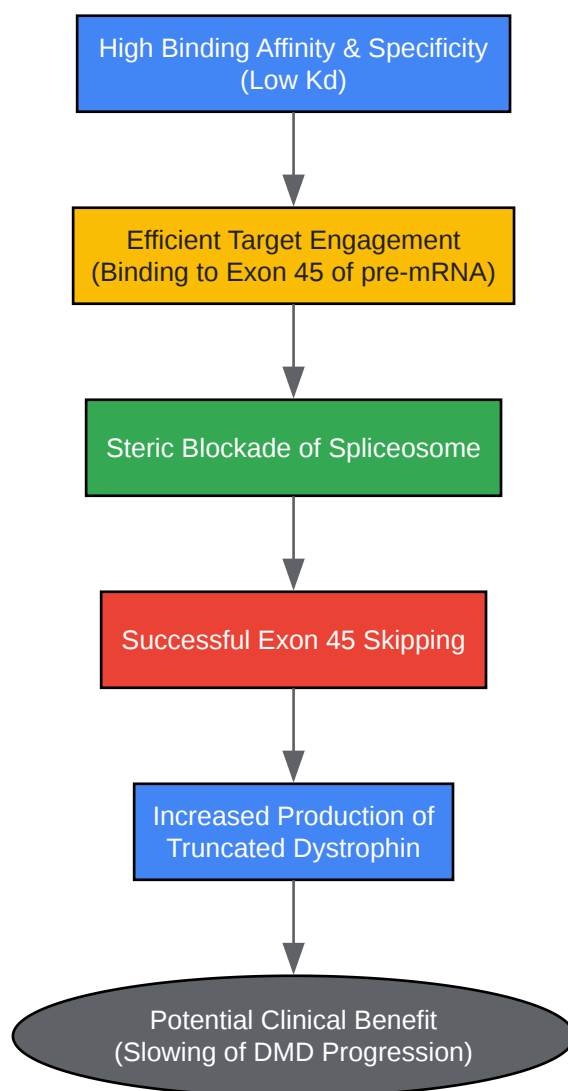 High Binding Affinity & Specificity
(Low Kd)
Efficient Target Engagement
(Binding to Exon 45 of pre-mRNA)
Steric Blockade of Spliceosome
Successful Exon 45 Skipping
Increased Production of
Truncated Dystrophin
Potential Clinical Benefit
(Slowing of DMD Progression)